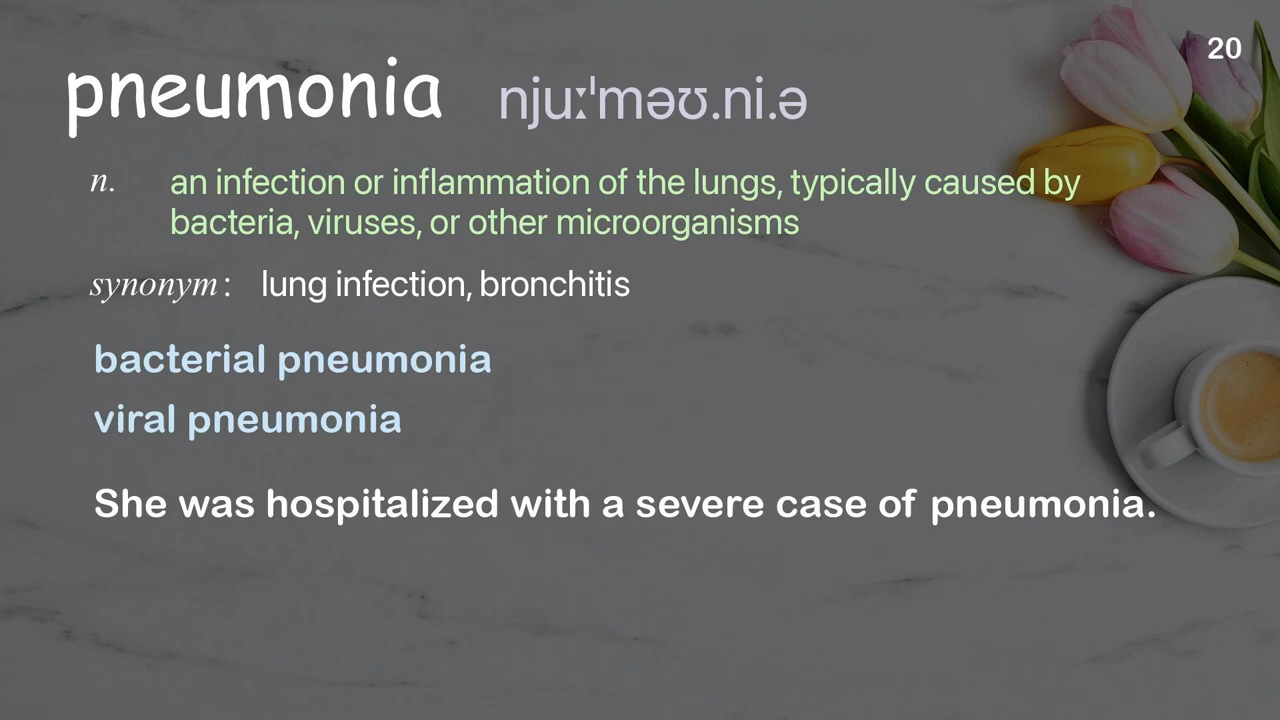 20
pneumonia njuːˈməʊ.ni.ə
n. an infection or inflammation of the lungs, typically caused by
bacteria, viruses, or other microorganisms
synonym: lung infection, bronchitis
bacterial pneumonia
viral pneumonia
She was hospitalized with a severe case of pneumonia.